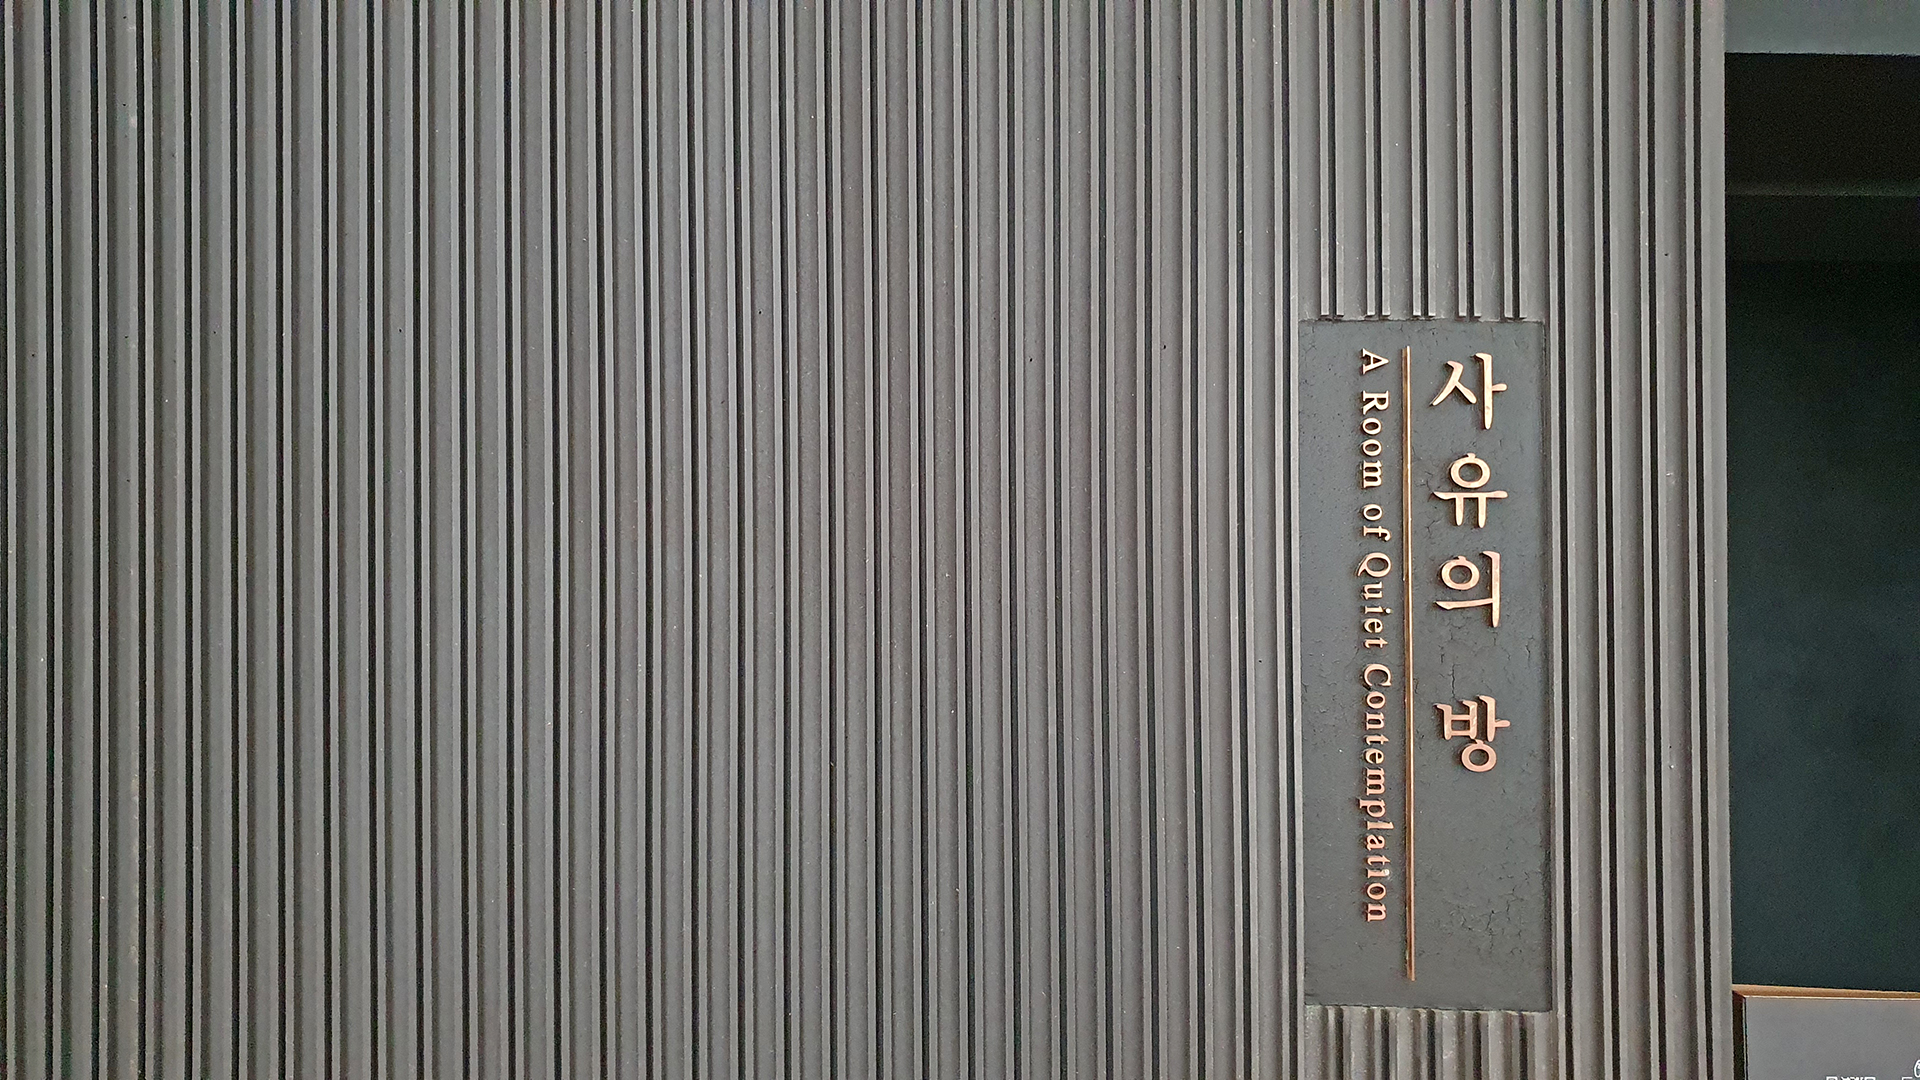 사유의 방
A Room of Quiet Contemplation